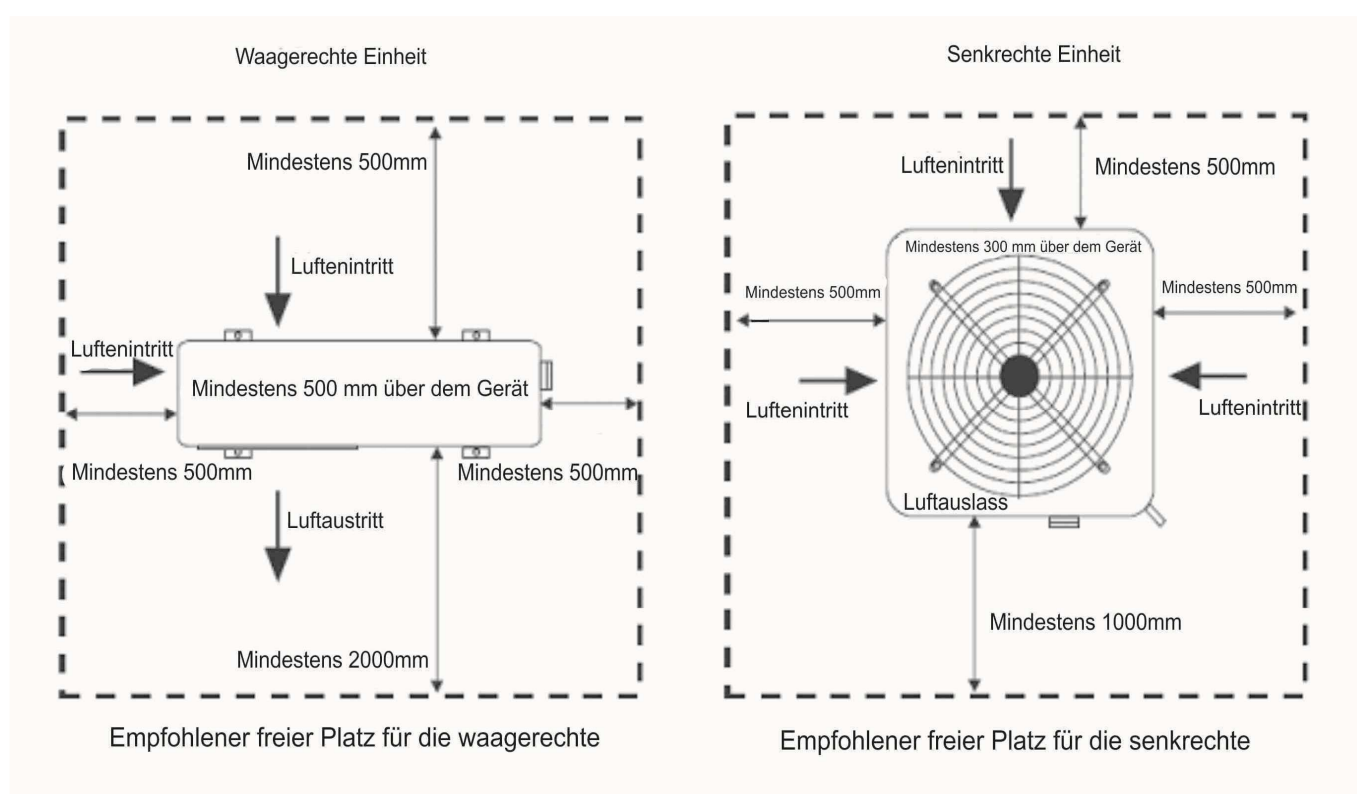 Waagerechte Einheit
Mindestens 500mm
Luftenintritt
Luftenintritt
Mindestens 500 mm über dem Gerät
Mindestens 500mm
Mindestens 500mm
Luftaustritt
Mindestens 2000mm
Empfohlener freier Platz für die waagerechte
Senkrechte Einheit
Luftenintritt
Mindestens 500mm
Mindestens 300 mm über dem Gerät
Mindestens 500mm
Mindestens 500mm
Luftenintritt
Luftenintritt
Luftauslass
Mindestens 1000mm
Empfohlener freier Platz für die senkrechte